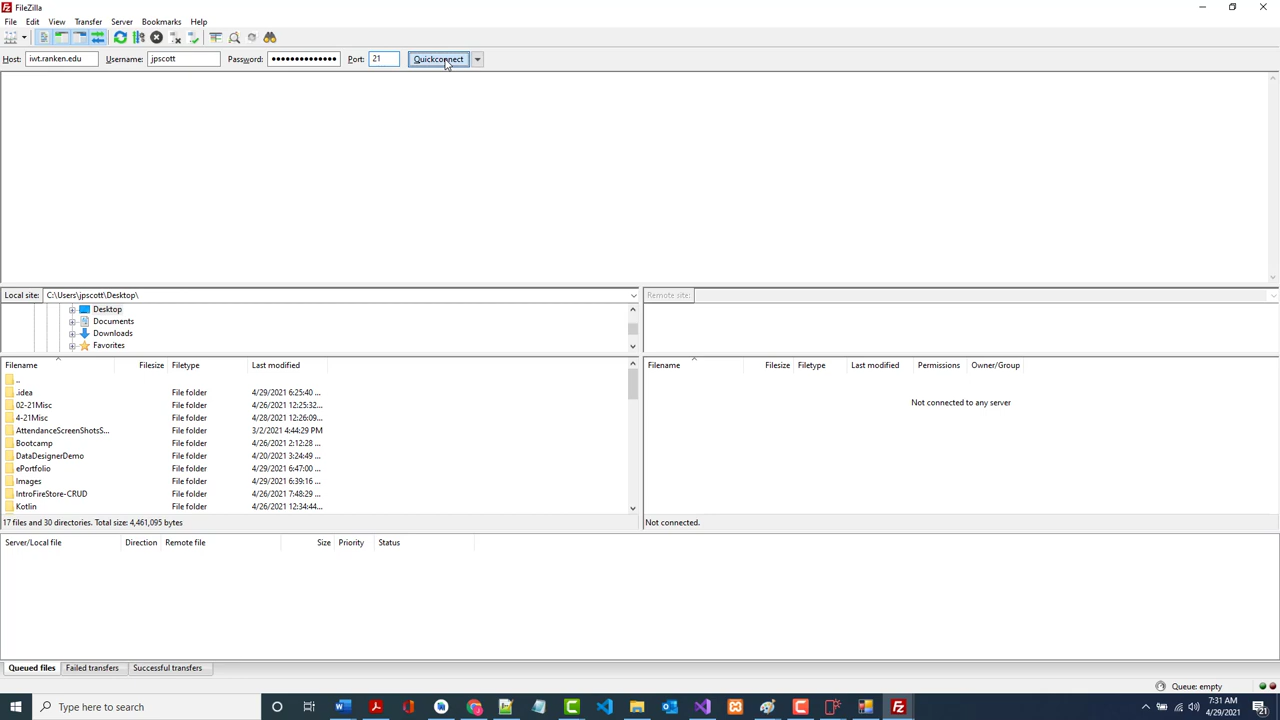 FileZilla
File Edit View Transfer Server Bookmarks Help
Host: iwt.ranken.edu Username: jpscott Password: ●●●●●●●●●●●●●● Port: 21 Quickconnect
Local site: C:\Users\jpscott\Desktop\ Remote site:
Desktop
Documents
Downloads
Favorites
Filename Filesize Filetype Last modified Filename Filesize Filetype Last modified Permissions Owner/Group
..
.idea File folder 4/29/2021 6:25:40 ...
Not connected to any server
02-21Misc File folder 4/26/2021 12:25:32...
4-21Misc File folder 4/28/2021 12:26:09...
AttendanceScreenShotsS... File folder 3/2/2021 4:44:29 PM
Bootcamp File folder 4/26/2021 2:12:28 ...
DataDesignerDemo File folder 4/20/2021 3:24:49 ...
ePortfolio File folder 4/29/2021 6:47:00 ...
Images File folder 4/29/2021 6:39:16 ...
IntroFireStore-CRUD File folder 4/26/2021 7:48:29 ...
Kotlin File folder 4/26/2021 12:34:44...
17 files and 30 directories. Total size: 4,461,095 bytes Not connected.
Server/Local file Direction Remote file Size Priority Status
Queued files Failed transfers Successful transfers
Queue: empty
Type here to search
7:31 AM
4/29/2021